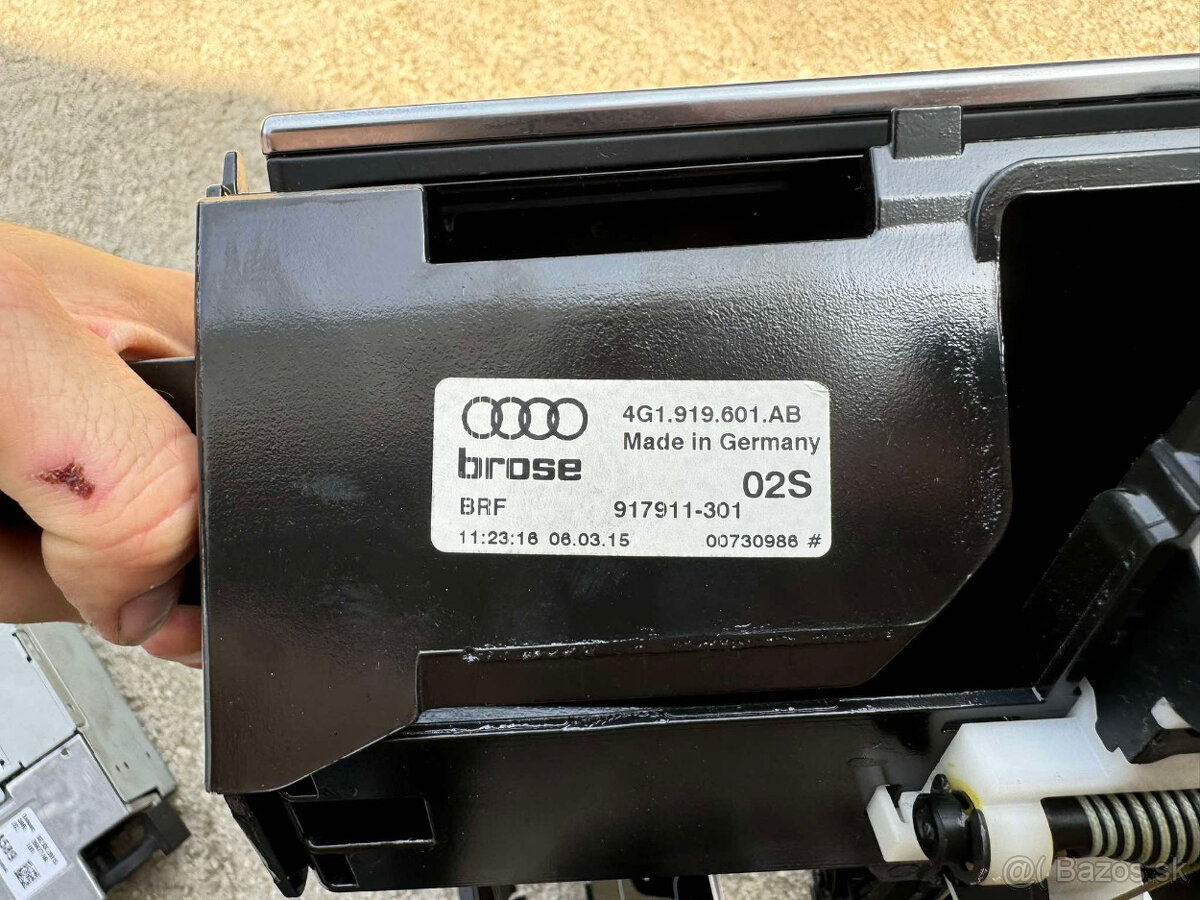 4G1.919.601.AB
Made in Germany
brose
02S
BRF 917911-301
11:23:16 06.03.15 00730986 #
@( Bazos.sk